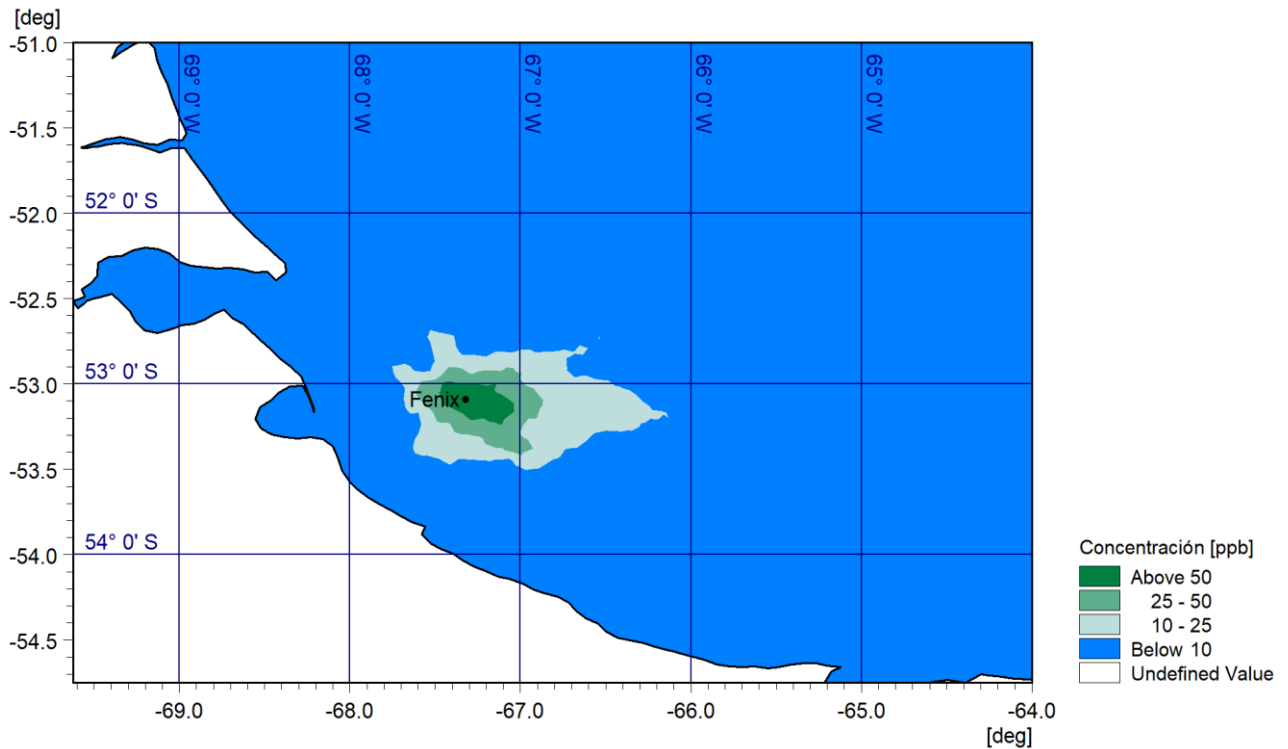 [deg]
-51.0
-51.5
-52.0
-52.5
-53.0
-53.5
-54.0
-54.5
69° 0' W
68° 0' W
67° 0' W
66° 0' W
65° 0' W
52° 0' S
53° 0' S
54° 0' S
Fenix
-69.0
-68.0
-67.0
-66.0
-65.0
-64.0
[deg]
Concentración [ppb]
Above 50
25 - 50
10 - 25
Below 10
Undefined Value